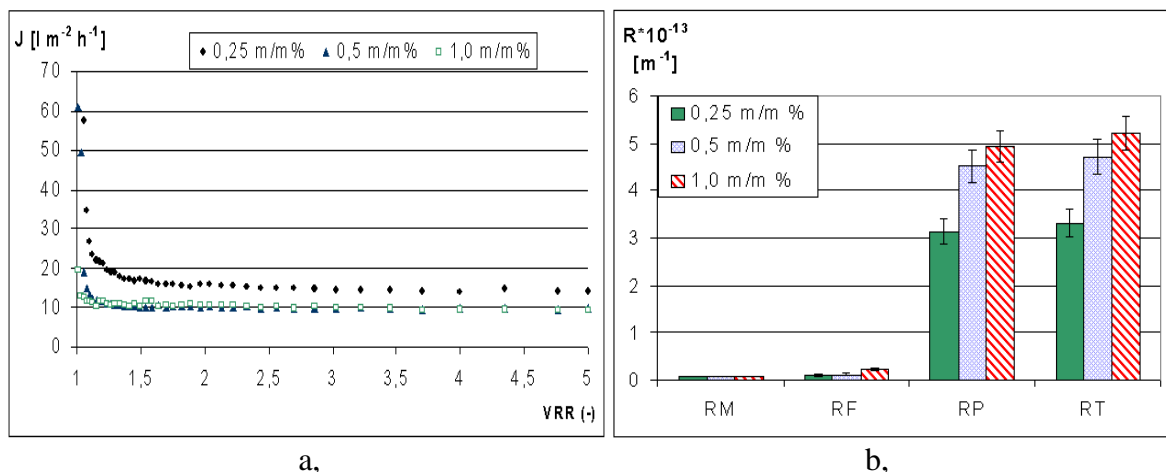 J [l m-2 h-1]
0,25 m/m% 0,5 m/m% 1,0 m/m%
70
60
50
40
30
20
10
0
1 1,5 2 2,5 3 3,5 4 4,5 5
VRR (-)
a,
R*10-13
[m-1]
0,25 m/m %
0,5 m/m %
1,0 m/m %
6
5
4
3
2
1
0
RM RF RP RT
b,